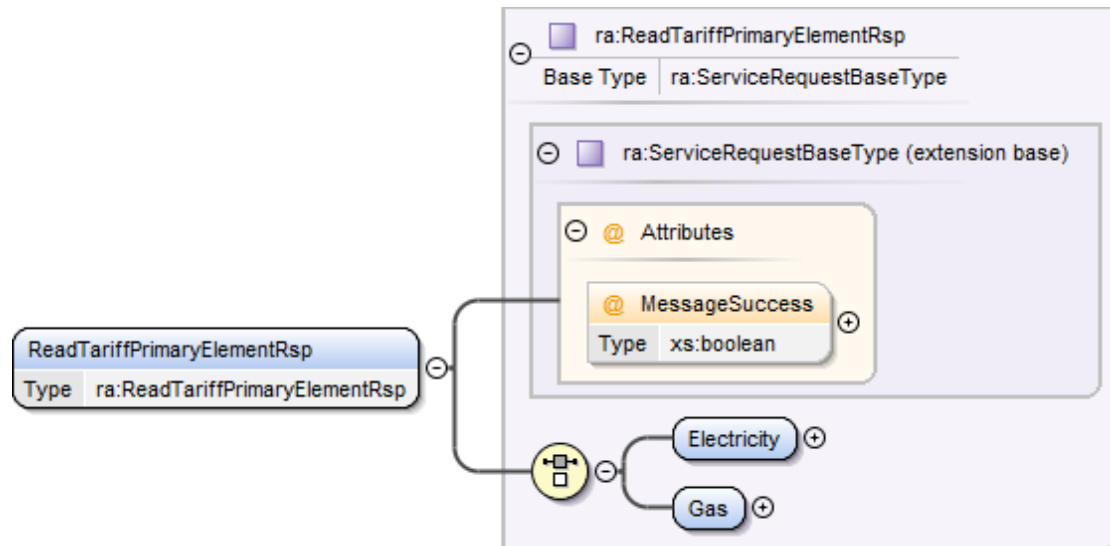 ra:ReadTariffPrimaryElementRsp
Base Type ra:ServiceRequestBaseType
ra:ServiceRequestBaseType (extension base)
@ Attributes
@ MessageSuccess
Type xs:boolean
ReadTariffPrimaryElementRsp
Type ra:ReadTariffPrimaryElementRsp
Electricity
Gas